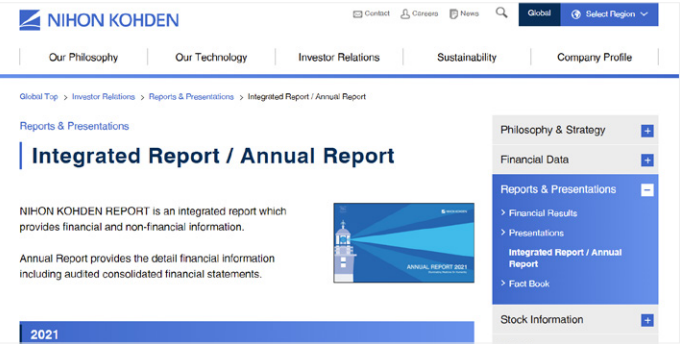 NIHON KOHDEN
Contact Careers News Global Select Region
Our Philosophy Our Technology Investor Relations Sustainability Company Profile
Global Top > Investor Relations > Reports & Presentations > Integrated Report / Annual Report
Reports & Presentations
Integrated Report / Annual Report
NIHON KOHDEN REPORT is an integrated report which
provides financial and non-financial information.
Annual Report provides the detail financial information
including audited consolidated financial statements.
NIHON KOHDEN
ANNUAL REPORT 2021
2021
Philosophy & Strategy
Financial Data
Reports & Presentations
> Financial Results
> Presentations
Integrated Report / Annual
Report
> Fact Book
Stock Information